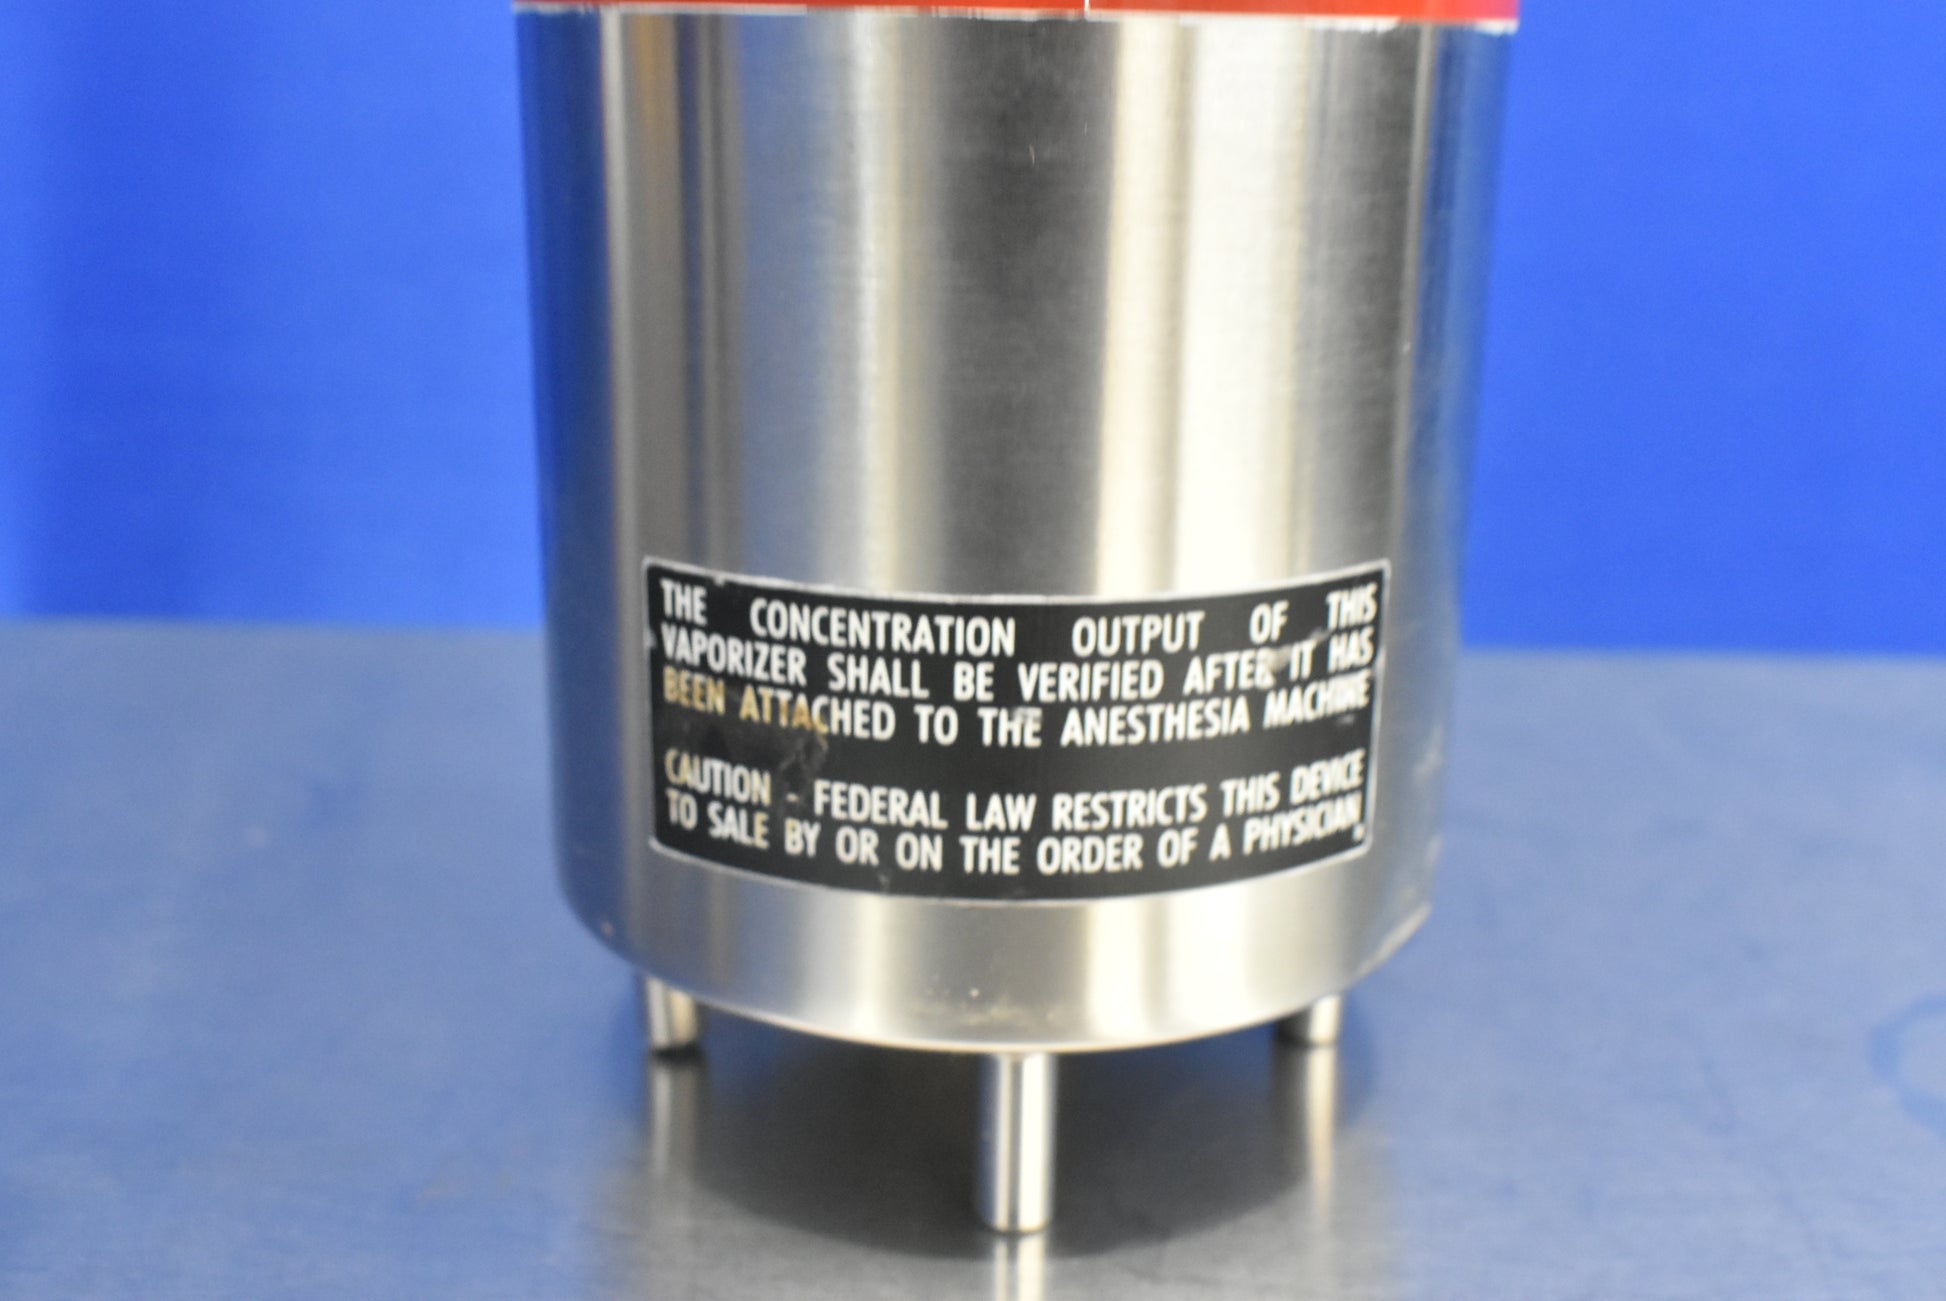 THE CONCENTRATION OUTPUT OF THIS
VAPORIZER SHALL BE VERIFIED AFTER IT HAS
BEEN ATTACHED TO THE ANESTHESIA MACHINE
CAUTION - FEDERAL LAW RESTRICTS THIS DEVICE
TO SALE BY OR ON THE ORDER OF A PHYSICIAN.